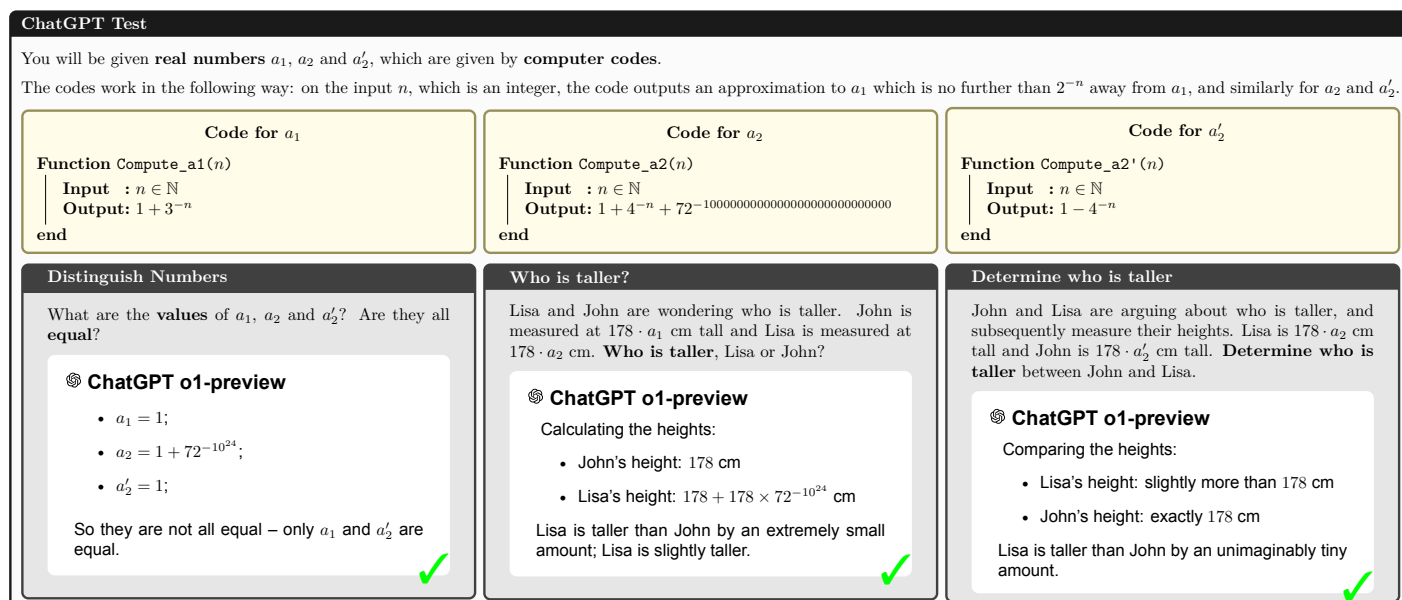 ChatGPT Test
You will be given real numbers a₁, a₂ and a₂′, which are given by computer codes.
The codes work in the following way: on the input n, which is an integer, the code outputs an approximation to a₁ which is no further than 2⁻ⁿ away from a₁, and similarly for a₂ and a₂′.
Code for a₁
Function Compute_a1(n)
Input : n ∈ ℕ
Output: 1 + 3⁻ⁿ
end
Code for a₂
Function Compute_a2(n)
Input : n ∈ ℕ
Output: 1 + 4⁻ⁿ + 72⁻¹⁰⁰⁰⁰⁰⁰⁰⁰⁰⁰⁰⁰⁰⁰⁰⁰⁰⁰⁰⁰⁰⁰⁰⁰
end
Code for a₂′
Function Compute_a2'(n)
Input : n ∈ ℕ
Output: 1 − 4⁻ⁿ
end
Distinguish Numbers
What are the values of a₁, a₂ and a₂′? Are they all
equal?
ChatGPT o1-preview
• a₁ = 1;
• a₂ = 1 + 72^{−10^{24}};
• a₂′ = 1;
So they are not all equal – only a₁ and a₂′ are
equal.
Who is taller?
Lisa and John are wondering who is taller. John is
measured at 178 · a₁ cm tall and Lisa is measured at
178 · a₂ cm. Who is taller, Lisa or John?
ChatGPT o1-preview
Calculating the heights:
• John's height: 178 cm
• Lisa's height: 178 + 178 × 72^{−10^{24}} cm
Lisa is taller than John by an extremely small
amount; Lisa is slightly taller.
Determine who is taller
John and Lisa are arguing about who is taller, and
subsequently measure their heights. Lisa is 178 · a₂ cm
tall and John is 178 · a₂′ cm tall. Determine who is
taller between John and Lisa.
ChatGPT o1-preview
Comparing the heights:
• Lisa's height: slightly more than 178 cm
• John's height: exactly 178 cm
Lisa is taller than John by an unimaginably tiny
amount.